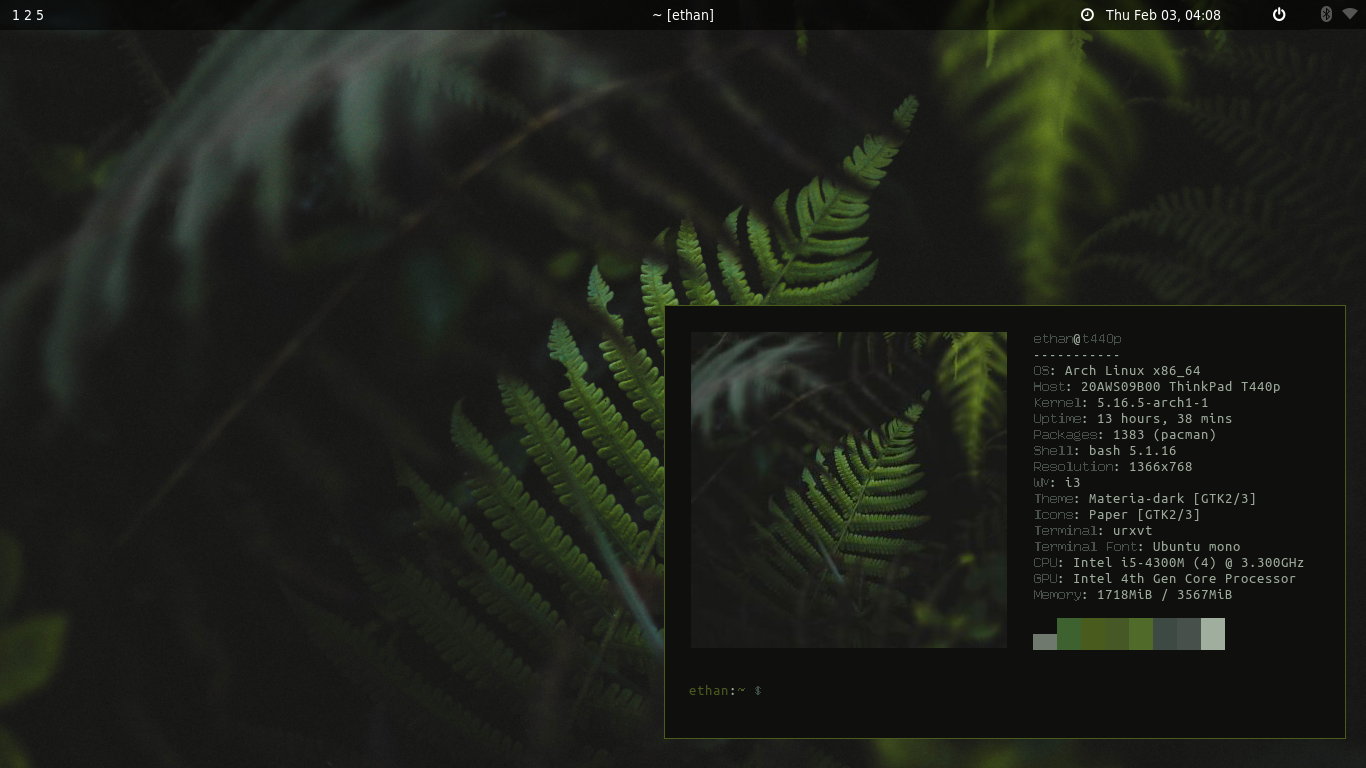 1 2 5
~ [ethan]
Thu Feb 03, 04:08
ethan@t440p
-----------
OS: Arch Linux x86_64
Host: 20AWS09B00 ThinkPad T440p
Kernel: 5.16.5-arch1-1
Uptime: 13 hours, 38 mins
Packages: 1383 (pacman)
Shell: bash 5.1.16
Resolution: 1366x768
WM: i3
Theme: Materia-dark [GTK2/3]
Icons: Paper [GTK2/3]
Terminal: urxvt
Terminal Font: Ubuntu mono
CPU: Intel i5-4300M (4) @ 3.300GHz
GPU: Intel 4th Gen Core Processor
Memory: 1718MiB / 3567MiB
ethan:~ $